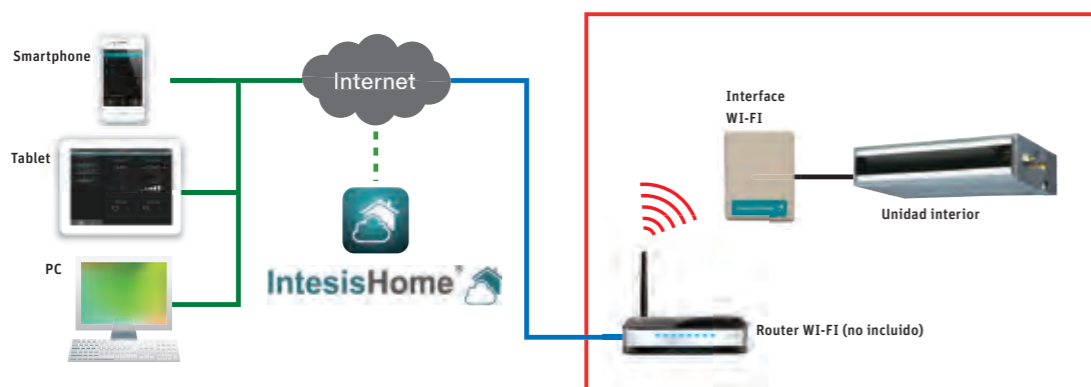 Smartphone
Internet
Interface
WI-FI
Tablet
Unidad interior
PC
IntesisHome®
Router WI-FI (no incluido)